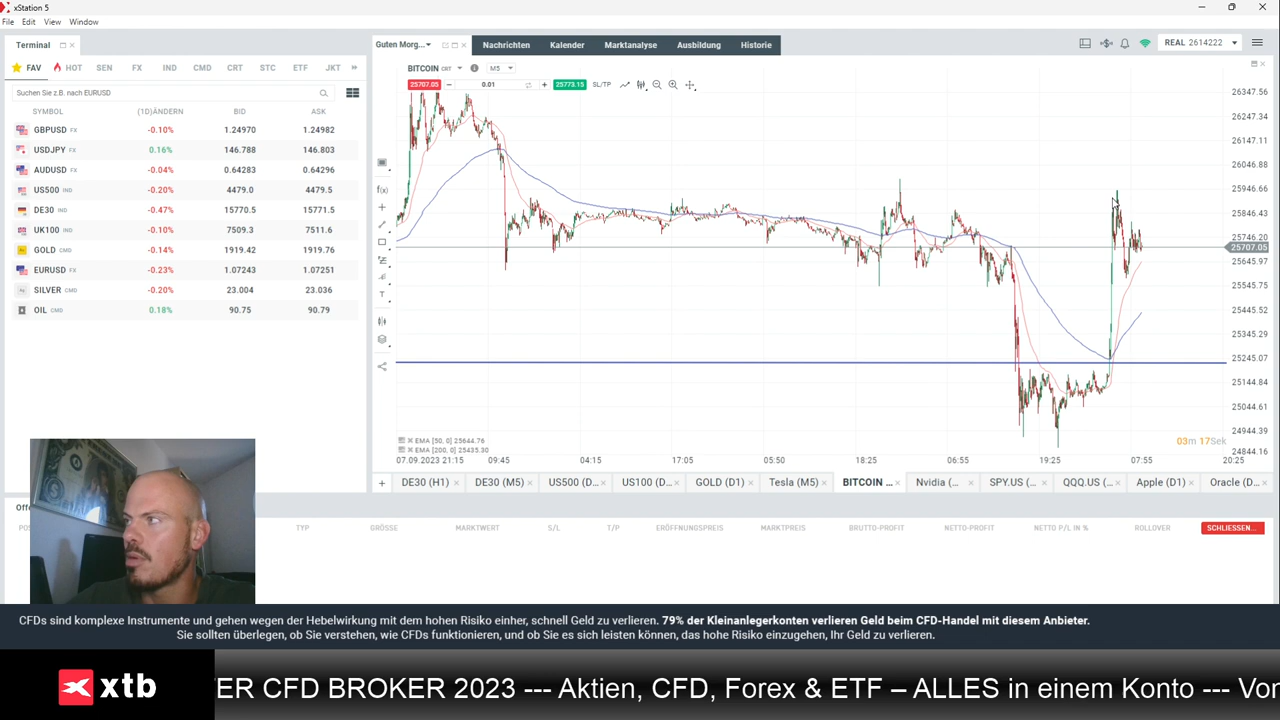 xStation 5
File Edit View Window
Terminal
FAV HOT SEN FX IND CMD CRT STC ETF JKT
Suchen Sie z.B. nach EURUSD
SYMBOL (1D)ÄNDERN BID ASK
GBPUSD FX -0.10% 1.24970 1.24982
USDJPY FX 0.16% 146.788 146.803
AUDUSD FX -0.04% 0.64283 0.64296
US500 IND -0.20% 4479.0 4479.5
DE30 IND -0.47% 15770.5 15771.5
UK100 IND -0.10% 7509.3 7511.6
GOLD CMD -0.14% 1919.42 1919.76
EURUSD FX -0.23% 1.07243 1.07251
SILVER CMD -0.20% 23.004 23.036
OIL CMD 0.18% 90.75 90.79
Guten Morg... Nachrichten Kalender Marktanalyse Ausbildung Historie
REAL 2614222
BITCOIN CRT M5
25707.05 0.01 25773.15 SL/TP
26347.56
26247.34
26147.11
26046.88
25946.66
25846.43
25746.20
25707.05
25645.97
25545.75
25445.52
25345.29
25245.07
25144.84
25044.61
24944.39
24844.16
f(x)
T
EMA [50, 0] 25644.76
EMA [200, 0] 25435.30
03m 17Sek
07.09.2023 21:15 09:45 04:15 17:05 05:50 18:25 06:55 19:25 07:55 20:25
DE30 (H1) DE30 (M5) US500 (D... US100 (D... GOLD (D1) Tesla (M5) BITCOIN ... Nvidia (... SPY.US (... QQQ.US (... Apple (D1) Oracle (D...
TYP GRÖSSE MARKTWERT S/L T/P ERÖFFNUNGSPREIS MARKTPREIS BRUTTO-PROFIT NETTO-PROFIT NETTO P/L IN % ROLLOVER SCHLIESSEN...
CFDs sind komplexe Instrumente und gehen wegen der Hebelwirkung mit dem hohen Risiko einher, schnell Geld zu verlieren. 79% der Kleinanlegerkonten verlieren Geld beim CFD-Handel mit diesem Anbieter.
Sie sollten überlegen, ob Sie verstehen, wie CFDs funktionieren, und ob Sie es sich leisten können, das hohe Risiko einzugehen, Ihr Geld zu verlieren.
xtb
TER CFD BROKER 2023 --- Aktien, CFD, Forex & ETF – ALLES in einem Konto --- Vor